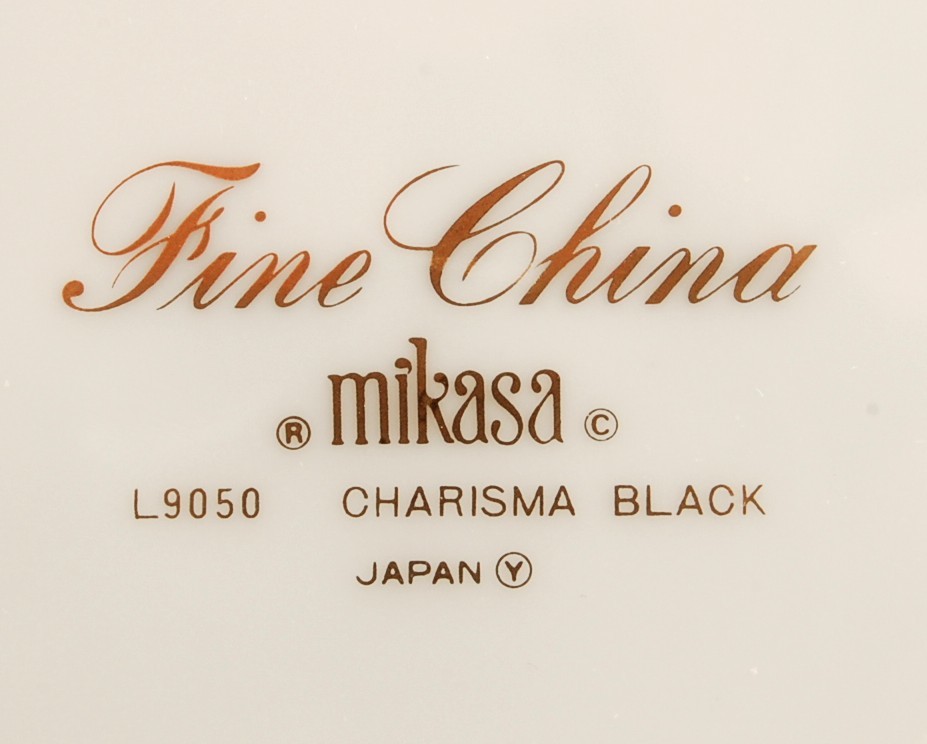 Fine China
® mikasa ©
L9050 CHARISMA BLACK
JAPAN Ⓨ